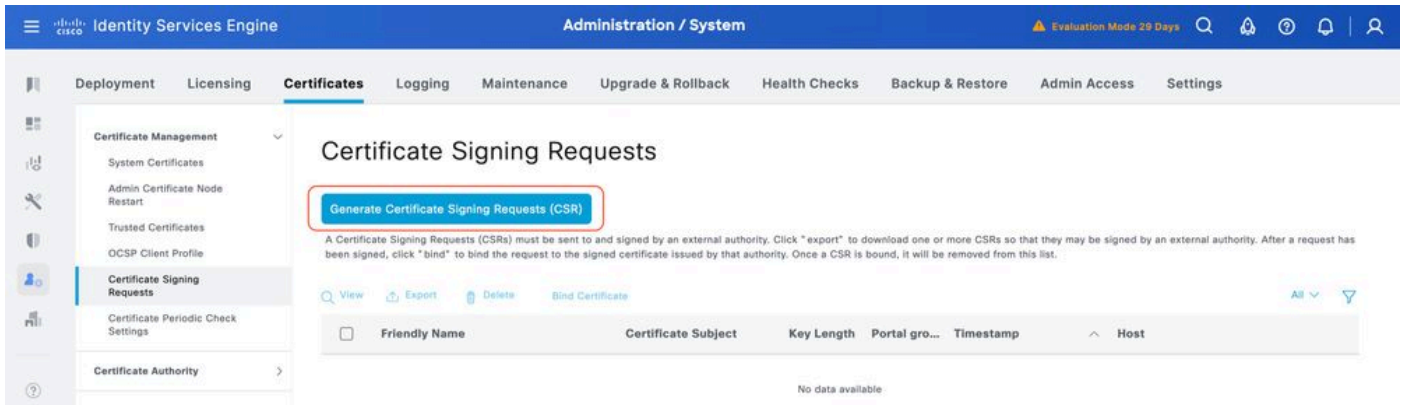 cisco Identity Services Engine
Administration / System
Evaluation Mode 29 Days
Deployment Licensing Certificates Logging Maintenance Upgrade & Rollback Health Checks Backup & Restore Admin Access Settings
Certificate Management
System Certificates
Admin Certificate Node
Restart
Trusted Certificates
OCSP Client Profile
Certificate Signing
Requests
Certificate Periodic Check
Settings
Certificate Authority
Certificate Signing Requests
Generate Certificate Signing Requests (CSR)
A Certificate Signing Requests (CSRs) must be sent to and signed by an external authority. Click "export" to download one or more CSRs so that they may be signed by an external authority. After a request has
been signed, click "bind" to bind the request to the signed certificate issued by that authority. Once a CSR is bound, it will be removed from this list.
View Export Delete Bind Certificate All
Friendly Name Certificate Subject Key Length Portal gro... Timestamp Host
No data available